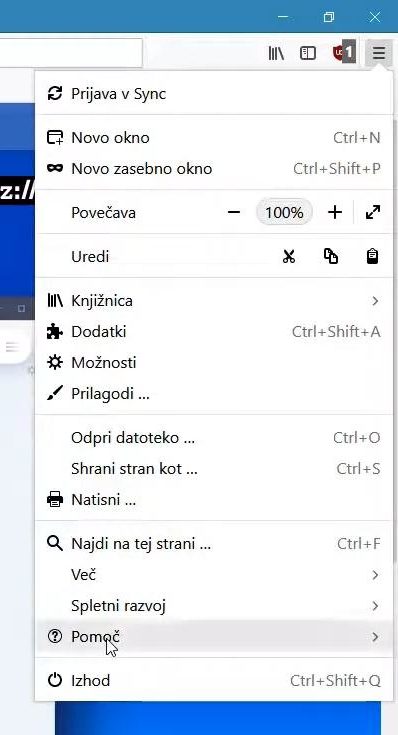 1
z://
Prijava v Sync
Novo okno Ctrl+N
Novo zasebno okno Ctrl+Shift+P
Povečava 100%
Uredi
Knjižnica
Dodatki Ctrl+Shift+A
Možnosti
Prilagodi ...
Odpri datoteko ... Ctrl+O
Shrani stran kot ... Ctrl+S
Natisni ...
Najdi na tej strani ... Ctrl+F
Več
Spletni razvoj
Pomoč
Izhod Ctrl+Shift+Q